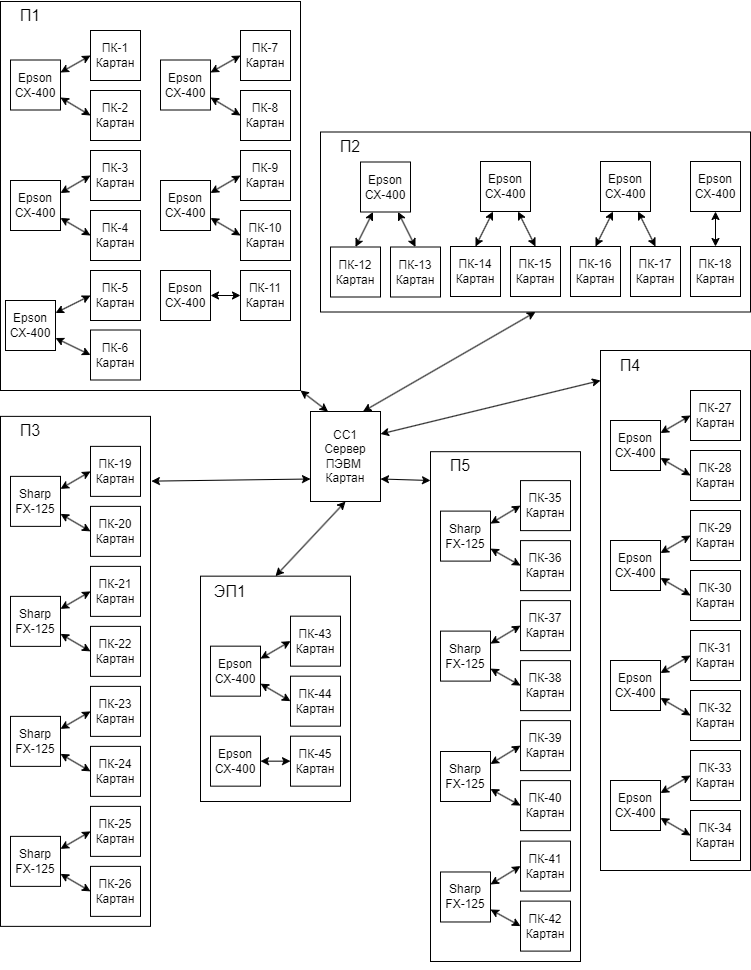 П1
Epson
CX-400
ПК-1
Картан
ПК-2
Картан
Epson
CX-400
ПК-7
Картан
ПК-8
Картан
Epson
CX-400
ПК-3
Картан
ПК-4
Картан
Epson
CX-400
ПК-9
Картан
ПК-10
Картан
Epson
CX-400
ПК-5
Картан
ПК-6
Картан
Epson
CX-400
ПК-11
Картан
П2
Epson
CX-400
Epson
CX-400
Epson
CX-400
Epson
CX-400
ПК-12
Картан
ПК-13
Картан
ПК-14
Картан
ПК-15
Картан
ПК-16
Картан
ПК-17
Картан
ПК-18
Картан
СС1
Сервер
ПЭВМ
Картан
П3
Sharp
FX-125
ПК-19
Картан
ПК-20
Картан
Sharp
FX-125
ПК-21
Картан
ПК-22
Картан
Sharp
FX-125
ПК-23
Картан
ПК-24
Картан
Sharp
FX-125
ПК-25
Картан
ПК-26
Картан
ЭП1
Epson
CX-400
ПК-43
Картан
ПК-44
Картан
Epson
CX-400
ПК-45
Картан
П5
Sharp
FX-125
ПК-35
Картан
ПК-36
Картан
Sharp
FX-125
ПК-37
Картан
ПК-38
Картан
Sharp
FX-125
ПК-39
Картан
ПК-40
Картан
Sharp
FX-125
ПК-41
Картан
ПК-42
Картан
П4
Epson
CX-400
ПК-27
Картан
ПК-28
Картан
Epson
CX-400
ПК-29
Картан
ПК-30
Картан
Epson
CX-400
ПК-31
Картан
ПК-32
Картан
Epson
CX-400
ПК-33
Картан
ПК-34
Картан